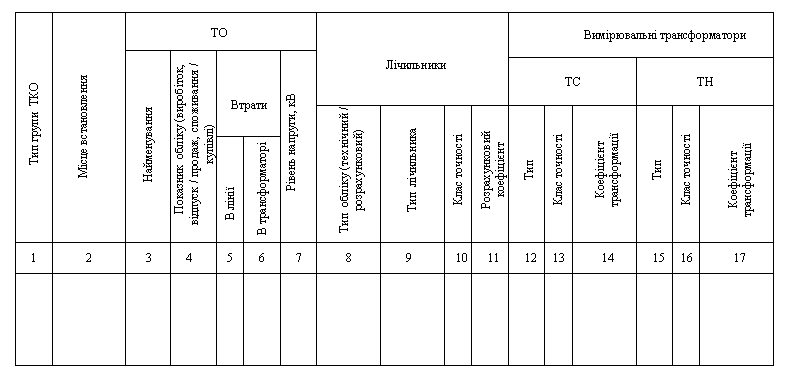 Тип групи ТКО
Місце встановлення
ТО
Найменування
Показник обліку (виробіток,
відпуск / продаж, споживання /
купівлі)
Втрати
В лінії
В трансформаторі
Рівень напруги, кВ
Лічильники
Тип обліку (технічний /
розрахунковий)
Тип лічильника
Клас точності
Розрахунковий
коефіцієнт
Вимірювальні трансформатори
ТС
Тип
Клас точності
Коефіцієнт
трансформації
ТН
Тип
Клас точності
Коефіцієнт
трансформації
1 2 3 4 5 6 7 8 9 10 11 12 13 14 15 16 17